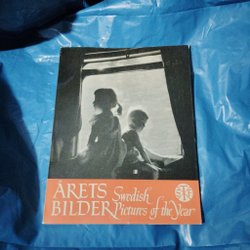 ÅRETS
BILDER
Swedish
Pictures of the Year